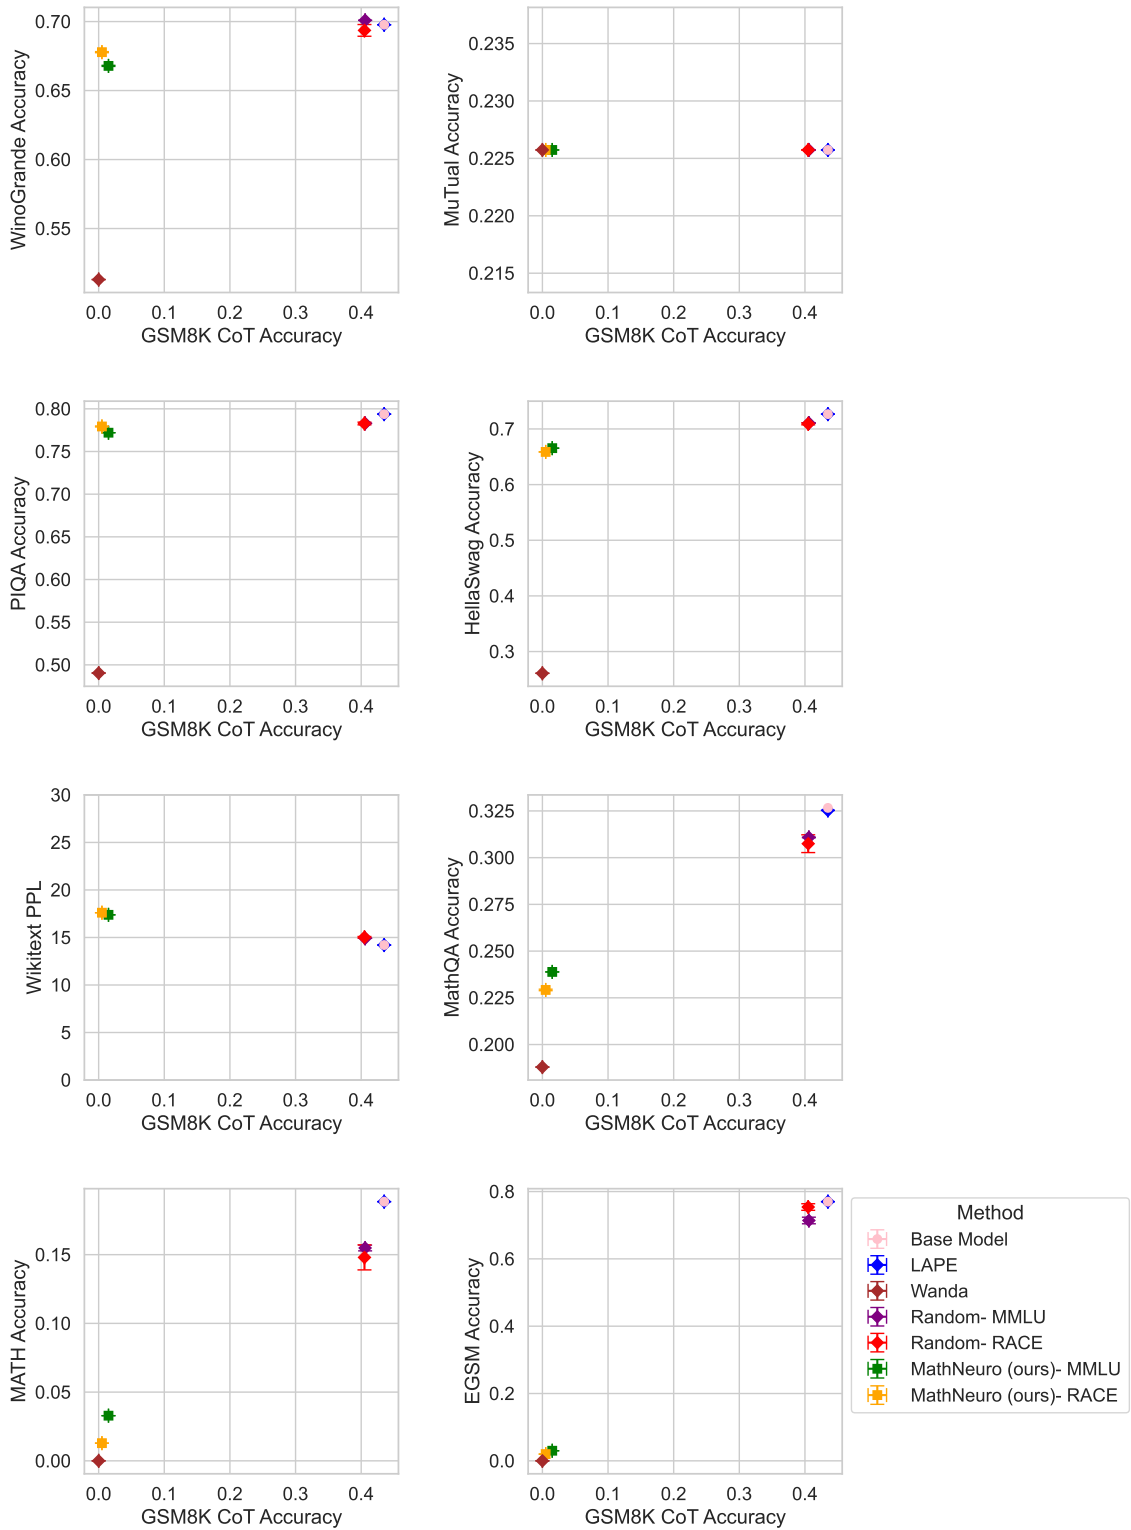 WinoGrande Accuracy
0.70
0.65
0.60
0.55
0.0 0.1 0.2 0.3 0.4
GSM8K CoT Accuracy
MuTual Accuracy
0.235
0.230
0.225
0.220
0.215
0.0 0.1 0.2 0.3 0.4
GSM8K CoT Accuracy
PIQA Accuracy
0.80
0.75
0.70
0.65
0.60
0.55
0.50
0.0 0.1 0.2 0.3 0.4
GSM8K CoT Accuracy
HellaSwag Accuracy
0.7
0.6
0.5
0.4
0.3
0.0 0.1 0.2 0.3 0.4
GSM8K CoT Accuracy
Wikitext PPL
30
25
20
15
10
5
0
0.0 0.1 0.2 0.3 0.4
GSM8K CoT Accuracy
MathQA Accuracy
0.325
0.300
0.275
0.250
0.225
0.200
0.0 0.1 0.2 0.3 0.4
GSM8K CoT Accuracy
MATH Accuracy
0.15
0.10
0.05
0.00
0.0 0.1 0.2 0.3 0.4
GSM8K CoT Accuracy
EGSM Accuracy
0.8
0.6
0.4
0.2
0.0
0.0 0.1 0.2 0.3 0.4
GSM8K CoT Accuracy
Method
Base Model
LAPE
Wanda
Random- MMLU
Random- RACE
MathNeuro (ours)- MMLU
MathNeuro (ours)- RACE